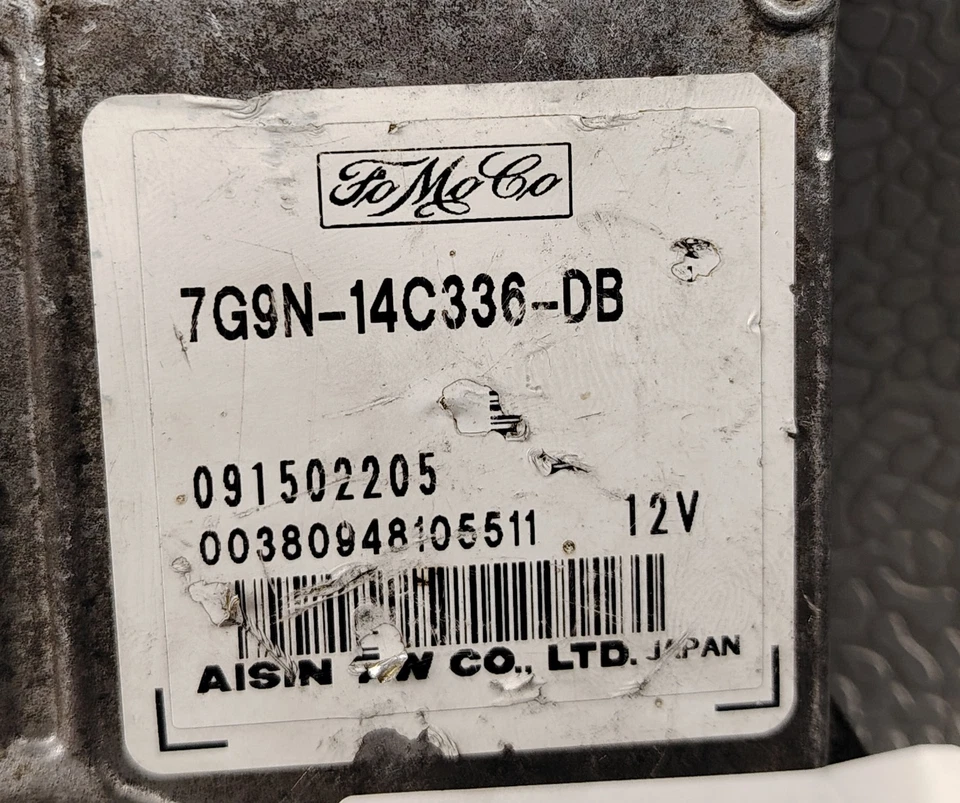 FoMoCo
7G9N-14C336-DB
091502205
00380948105511 12V
AISIN CO., LTD. JAPAN